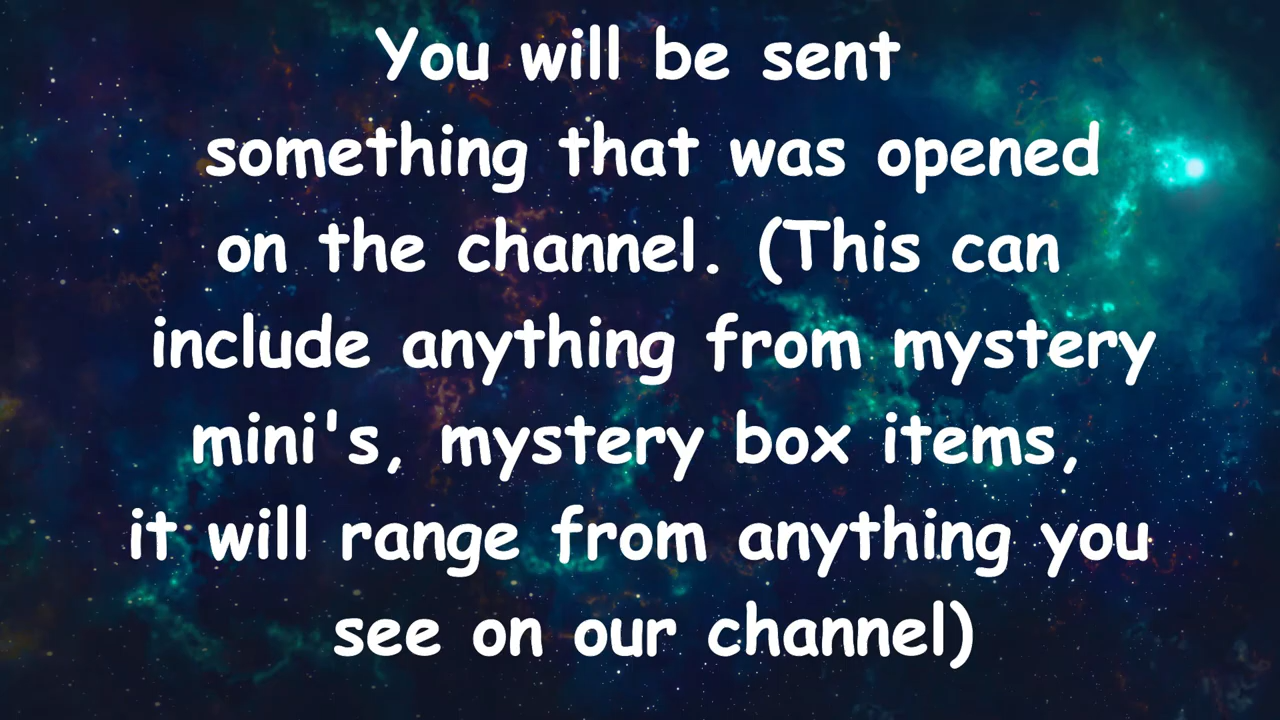 You will be sent
something that was opened
on the channel. (This can
include anything from mystery
mini's, mystery box items,
it will range from anything you
see on our channel)